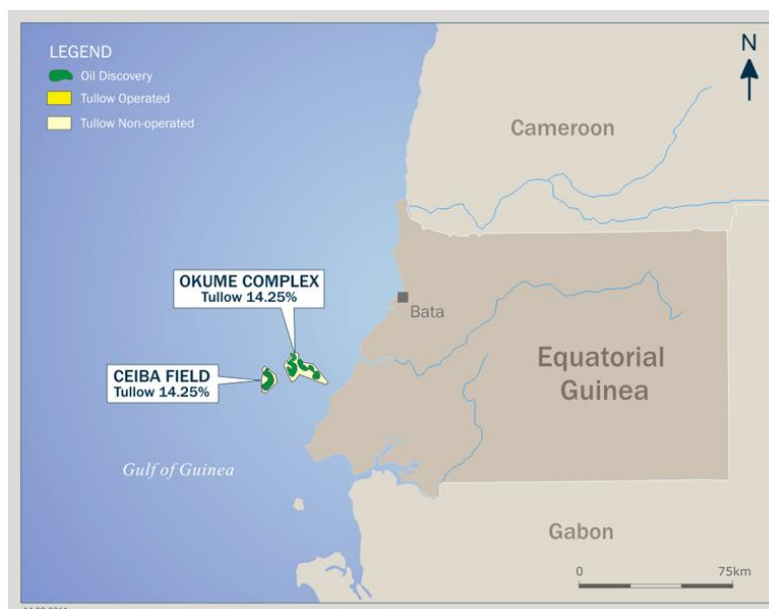 LEGEND
Oil Discovery
Tullow Operated
Tullow Non-operated
N
Cameroon
OKUME COMPLEX
Tullow 14.25%
Bata
CEIBA FIELD
Tullow 14.25%
Equatorial
Guinea
Gulf of Guinea
Gabon
0
75km